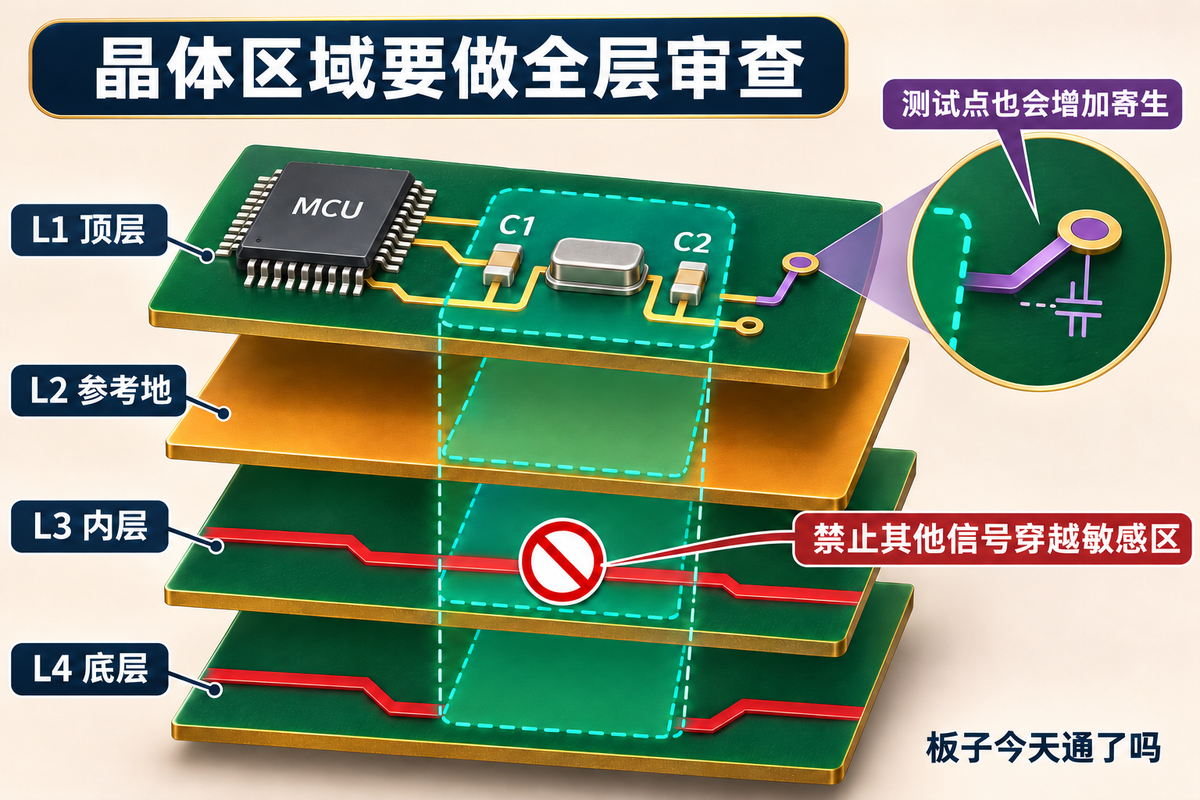 晶体区域要做全层审查
测试点也会增加寄生
MCU
C1
C2
L1 顶层
L2 参考地
L3 内层
禁止其他信号穿越敏感区
L4 底层
板子今天通了吗